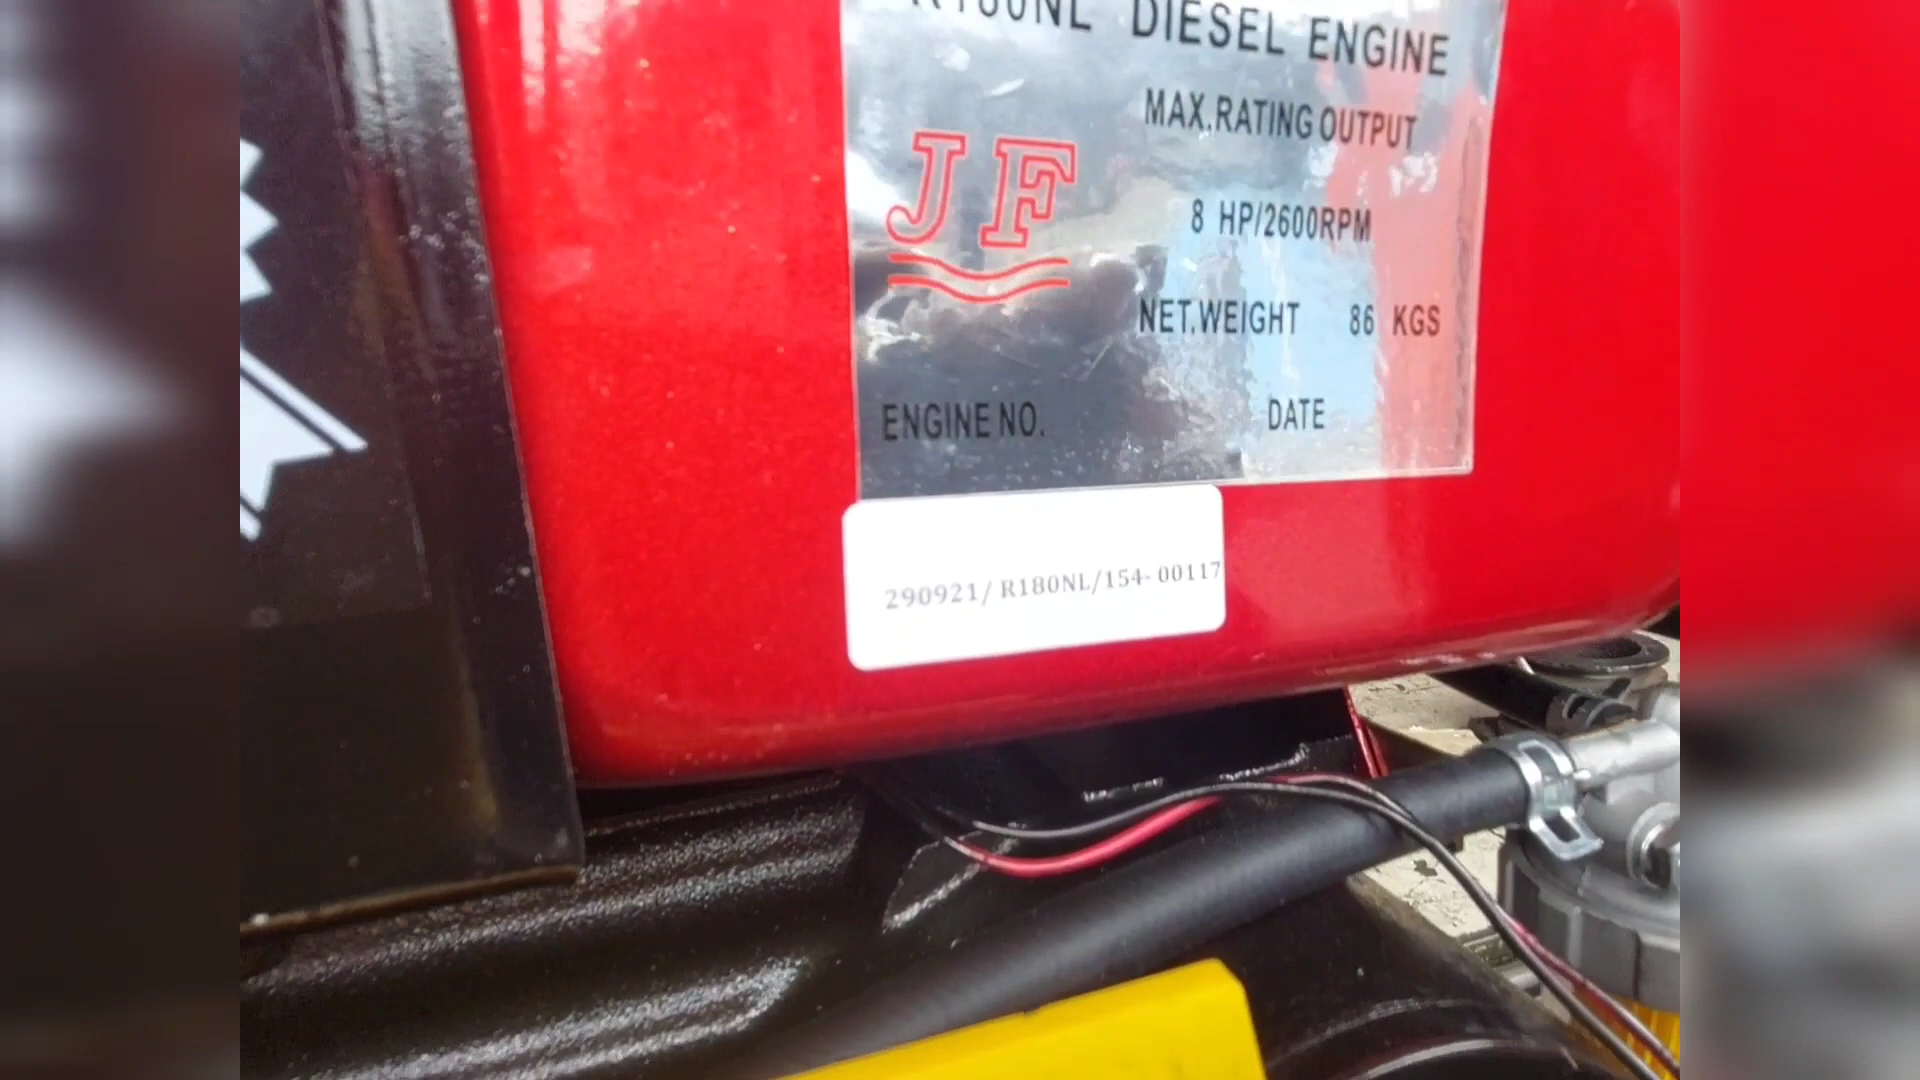 R180NL DIESEL ENGINE
MAX.RATING OUTPUT
JF
8 HP/2600RPM
NET.WEIGHT 86 KGS
ENGINE NO. DATE
290921/ R180NL/154-00117